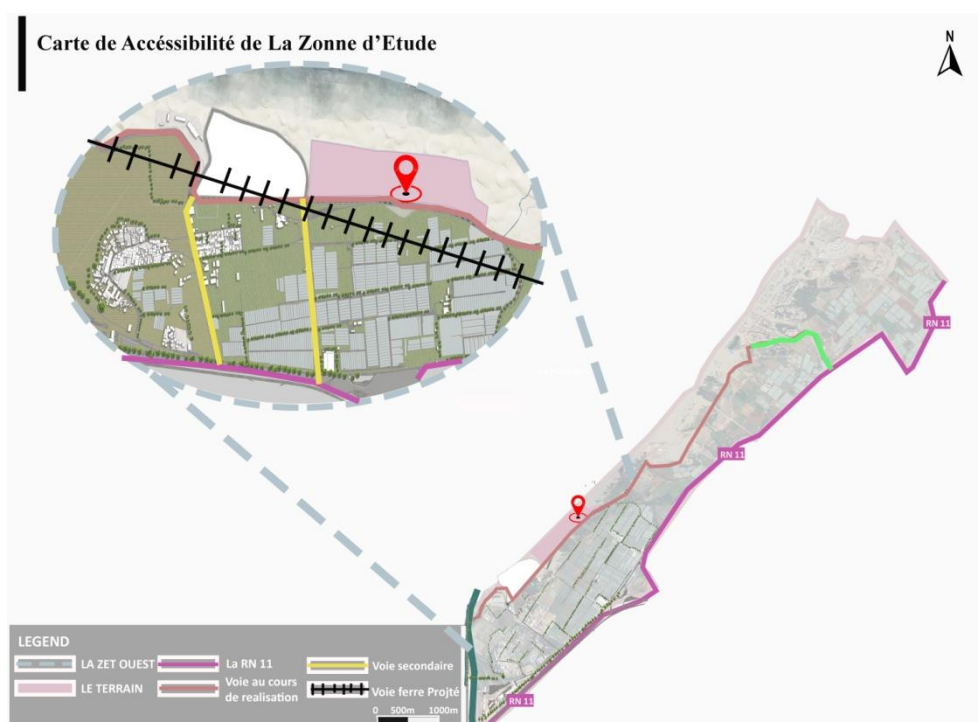 Carte de Accéssibilité de La Zonne d'Etude
N
RN 11
RN 11
RN 11
LEGEND
LA ZET OUEST
La RN 11
Voie secondaire
LE TERRAIN
Voie au cours
de realisation
Voie ferre Projté
0 500m 1000m